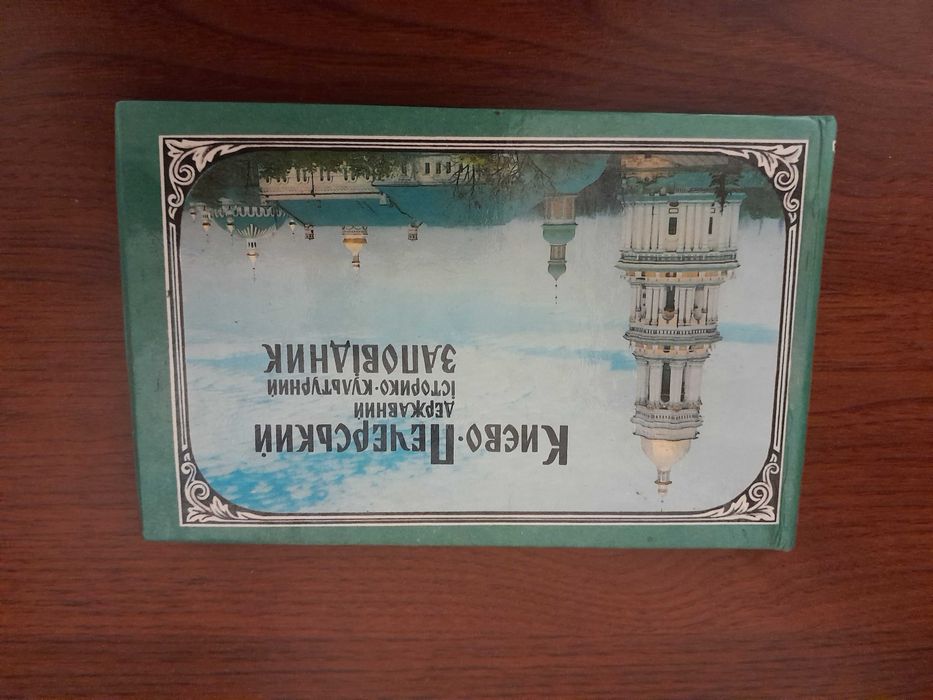 Києво-Печерський
державний
історико-культурний
заповідник